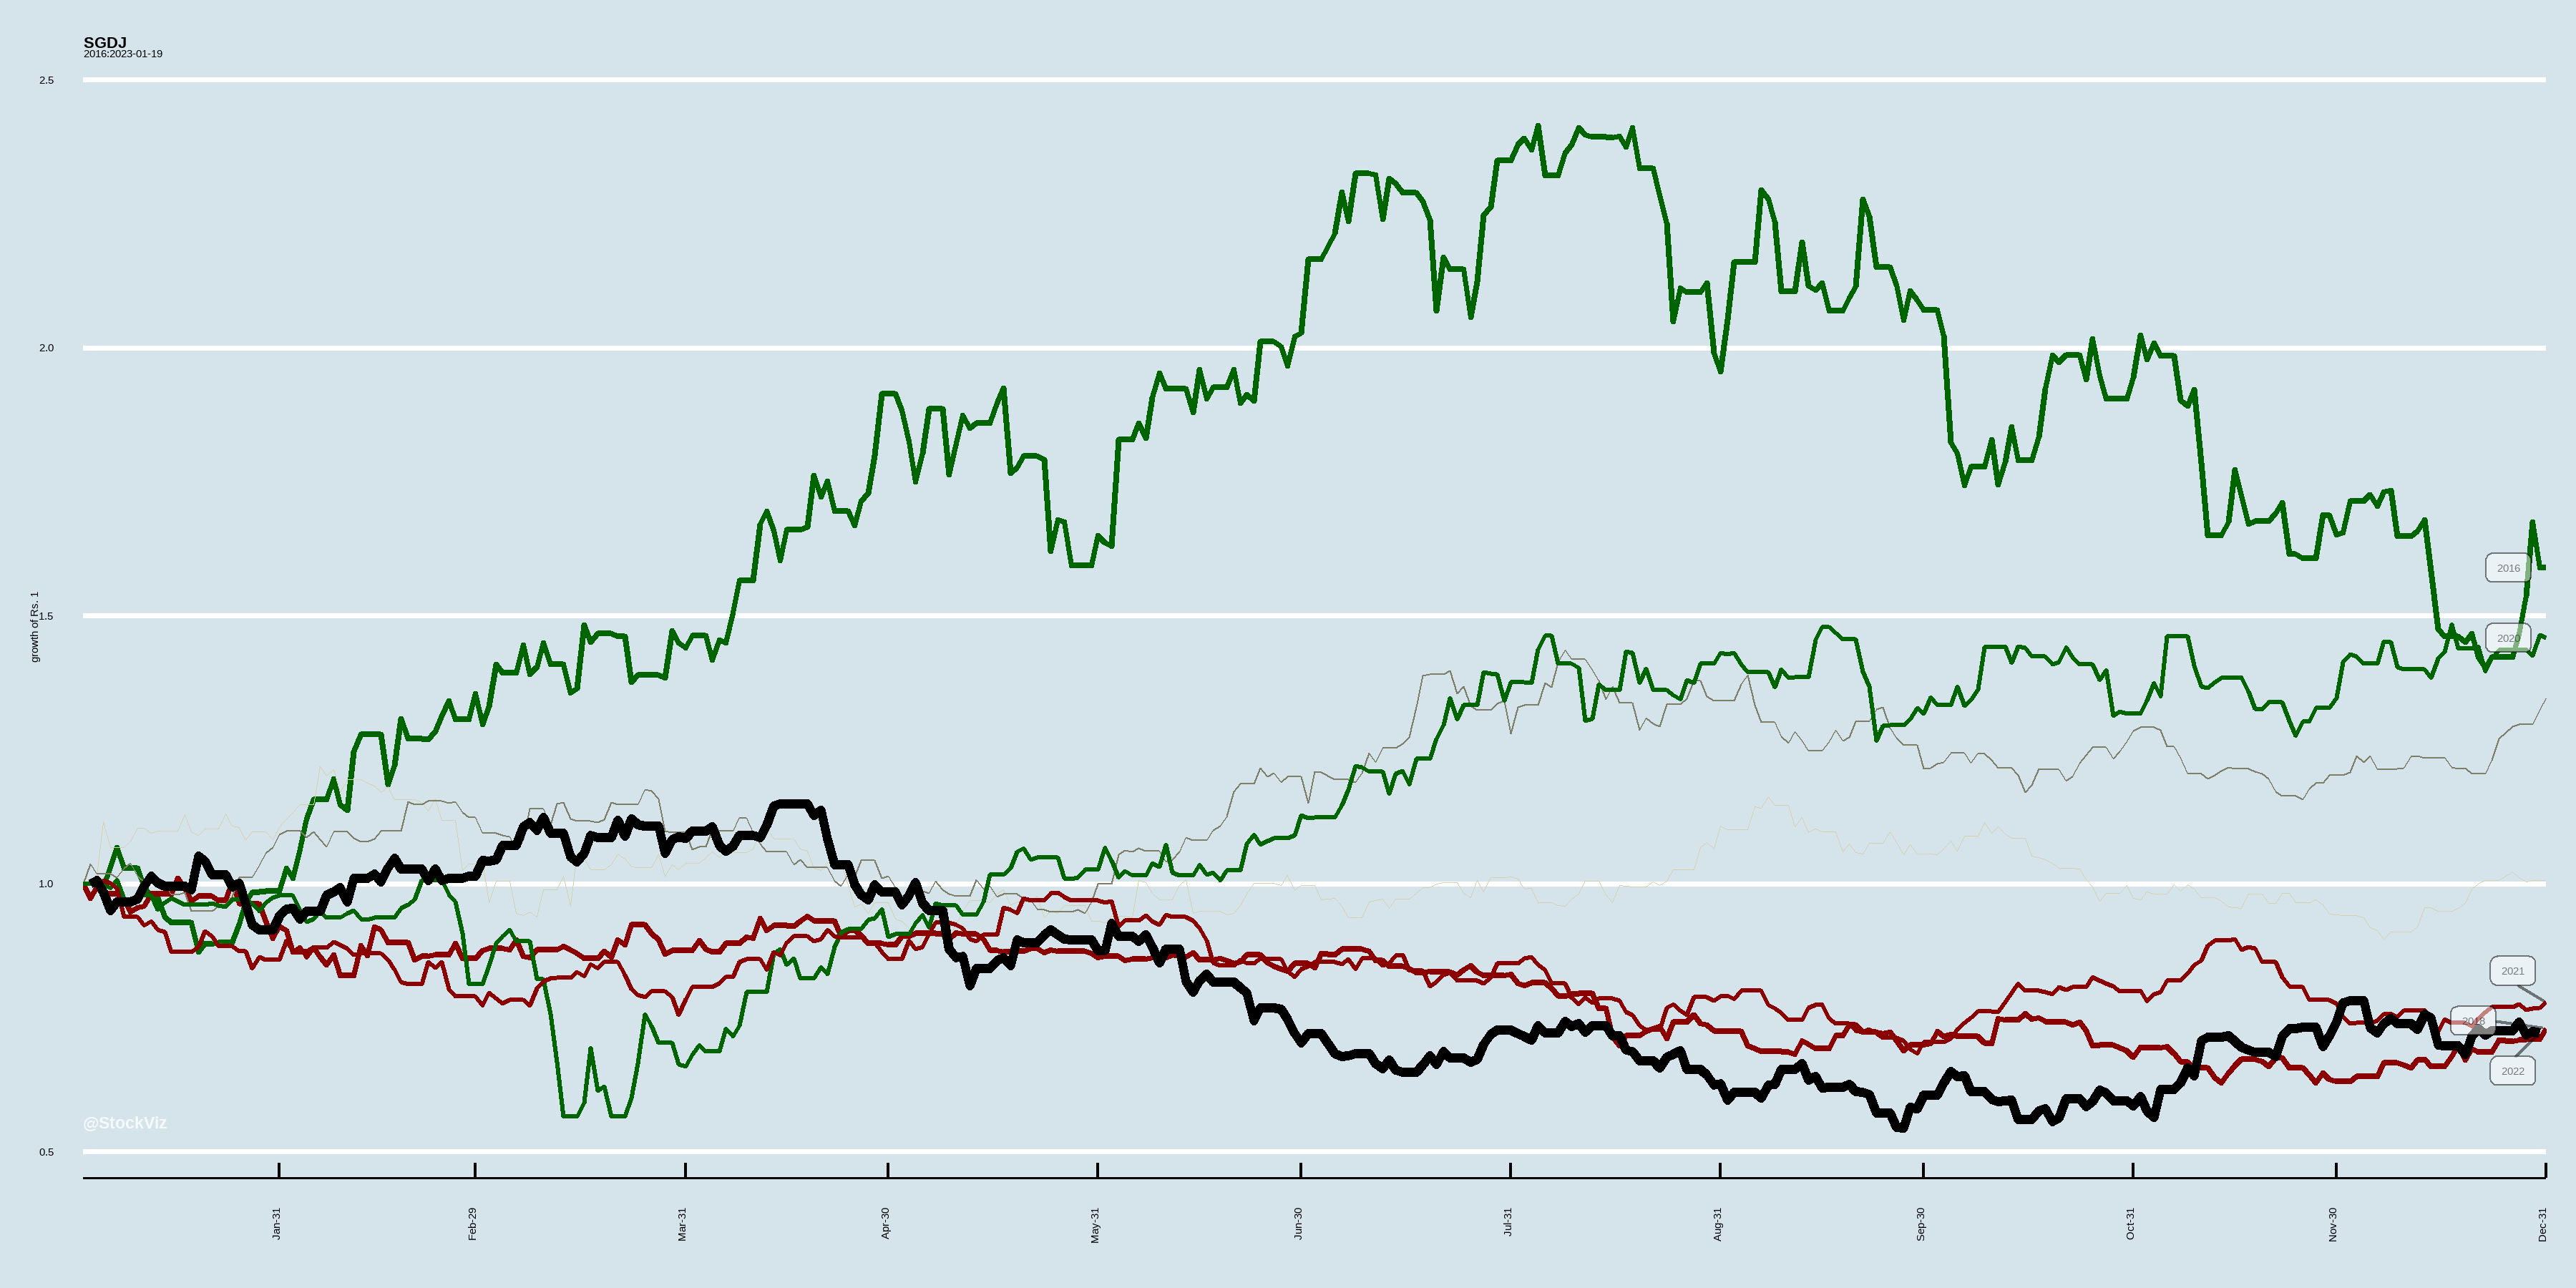 SGDJ
2016:2023-01-19
2.5
2.0
1.5
1.0
0.5
growth of Rs. 1
2016
2020
2021
2018
2022
@StockViz
Jan-31
Feb-29
Mar-31
Apr-30
May-31
Jun-30
Jul-31
Aug-31
Sep-30
Oct-31
Nov-30
Dec-31